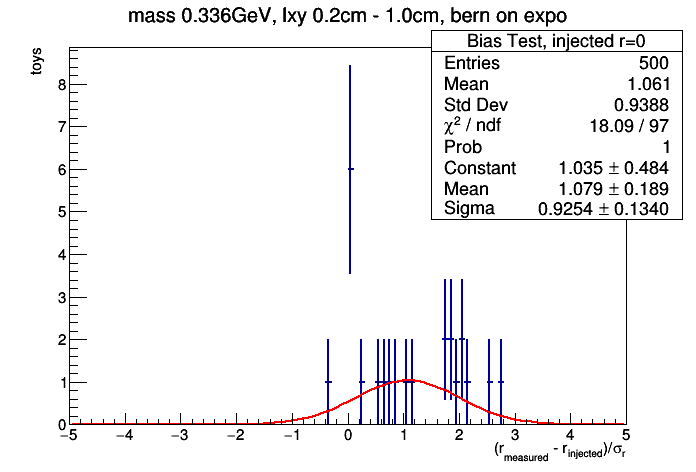 mass 0.336GeV, lxy 0.2cm - 1.0cm, bern on expo
Bias Test, injected r=0
Entries 500
Mean 1.061
Std Dev 0.9388
χ² / ndf 18.09 / 97
Prob 1
Constant 1.035 ± 0.484
Mean 1.079 ± 0.189
Sigma 0.9254 ± 0.1340
toys
8
7
6
5
4
3
2
1
0
−5 −4 −3 −2 −1 0 1 2 3 4 5
(r_measured - r_injected)/σ_r